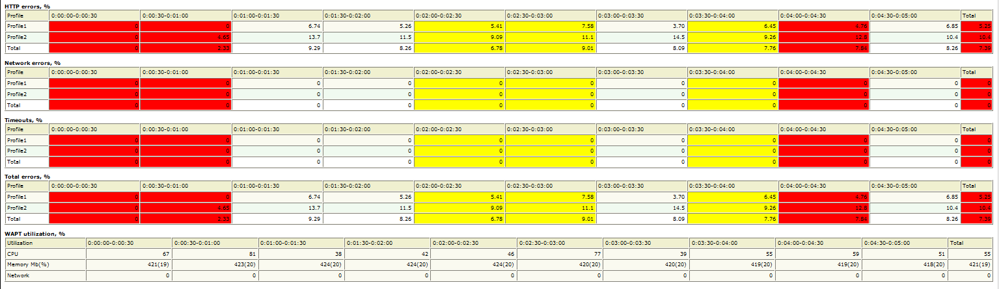 HTTP errors, %
Profile 0:00:00-0:00:30 0:00:30-0:01:00 0:01:00-0:01:30 0:01:30-0:02:00 0:02:00-0:02:30 0:02:30-0:03:00 0:03:00-0:03:30 0:03:30-0:04:00 0:04:00-0:04:30 0:04:30-0:05:00 Total
Profile1 0 0 6.74 5.26 5.41 7.58 3.70 6.45 4.76 6.85 5.25
Profile2 0 4.65 13.7 11.5 9.09 11.1 14.5 9.26 12.8 10.4 10.4
Total 0 2.33 9.29 8.26 6.78 9.01 8.09 7.76 7.84 8.26 7.39
Network errors, %
Profile 0:00:00-0:00:30 0:00:30-0:01:00 0:01:00-0:01:30 0:01:30-0:02:00 0:02:00-0:02:30 0:02:30-0:03:00 0:03:00-0:03:30 0:03:30-0:04:00 0:04:00-0:04:30 0:04:30-0:05:00 Total
Profile1 0 0 0 0 0 0 0 0 0 0 0
Profile2 0 0 0 0 0 0 0 0 0 0 0
Total 0 0 0 0 0 0 0 0 0 0 0
Timeouts, %
Profile 0:00:00-0:00:30 0:00:30-0:01:00 0:01:00-0:01:30 0:01:30-0:02:00 0:02:00-0:02:30 0:02:30-0:03:00 0:03:00-0:03:30 0:03:30-0:04:00 0:04:00-0:04:30 0:04:30-0:05:00 Total
Profile1 0 0 0 0 0 0 0 0 0 0 0
Profile2 0 0 0 0 0 0 0 0 0 0 0
Total 0 0 0 0 0 0 0 0 0 0 0
Total errors, %
Profile 0:00:00-0:00:30 0:00:30-0:01:00 0:01:00-0:01:30 0:01:30-0:02:00 0:02:00-0:02:30 0:02:30-0:03:00 0:03:00-0:03:30 0:03:30-0:04:00 0:04:00-0:04:30 0:04:30-0:05:00 Total
Profile1 0 0 6.74 5.26 5.41 7.58 3.70 6.45 4.76 6.85 5.25
Profile2 0 4.65 13.7 11.5 9.09 11.1 14.5 9.26 12.8 10.4 10.4
Total 0 2.33 9.29 8.26 6.78 9.01 8.09 7.76 7.84 8.26 7.39
WAPT utilization, %
Utilization 0:00:00-0:00:30 0:00:30-0:01:00 0:01:00-0:01:30 0:01:30-0:02:00 0:02:00-0:02:30 0:02:30-0:03:00 0:03:00-0:03:30 0:03:30-0:04:00 0:04:00-0:04:30 0:04:30-0:05:00 Total
CPU 67 81 38 42 46 77 39 55 59 51 55
Memory Mb(%) 421(19) 423(20) 424(20) 424(20) 424(20) 420(20) 420(20) 419(20) 419(20) 418(20) 421(19)
Network 0 0 0 0 0 0 0 0 0 0 0